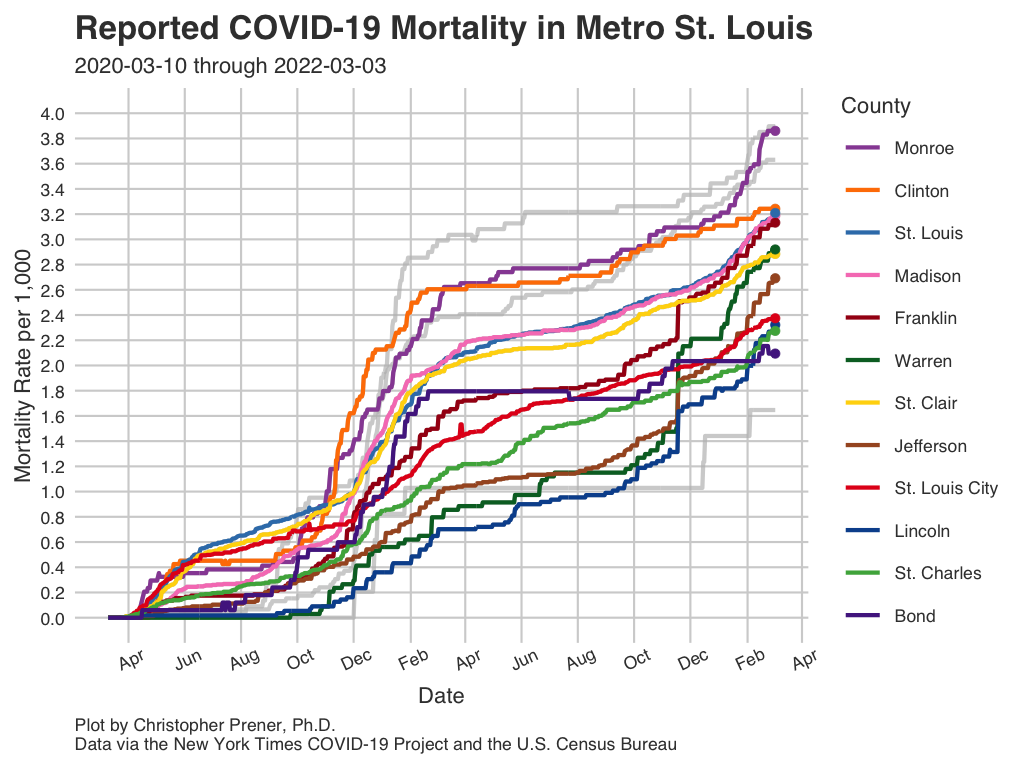 Reported COVID-19 Mortality in Metro St. Louis
2020-03-10 through 2022-03-03
Mortality Rate per 1,000
4.0
3.8
3.6
3.4
3.2
3.0
2.8
2.6
2.4
2.2
2.0
1.8
1.6
1.4
1.2
1.0
0.8
0.6
0.4
0.2
0.0
Apr Jun Aug Oct Dec Feb Apr Jun Aug Oct Dec Feb Apr
Date
County
Monroe
Clinton
St. Louis
Madison
Franklin
Warren
St. Clair
Jefferson
St. Louis City
Lincoln
St. Charles
Bond
Plot by Christopher Prener, Ph.D.
Data via the New York Times COVID-19 Project and the U.S. Census Bureau